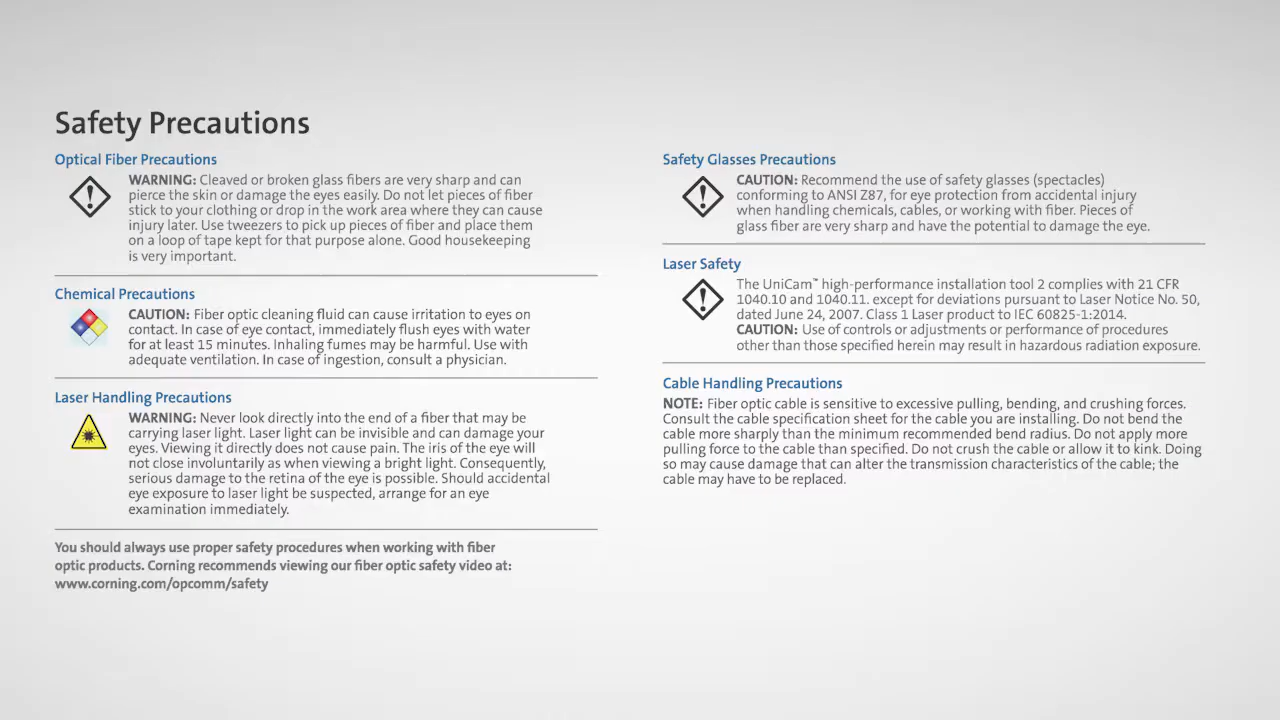 Safety Precautions
Optical Fiber Precautions
WARNING: Cleaved or broken glass fibers are very sharp and can
pierce the skin or damage the eyes easily. Do not let pieces of fiber
stick to your clothing or drop in the work area where they can cause
injury later. Use tweezers to pick up pieces of fiber and place them
on a loop of tape kept for that purpose alone. Good housekeeping
is very important.
Chemical Precautions
CAUTION: Fiber optic cleaning fluid can cause irritation to eyes on
contact. In case of eye contact, immediately flush eyes with water
for at least 15 minutes. Inhaling fumes may be harmful. Use with
adequate ventilation. In case of ingestion, consult a physician.
Laser Handling Precautions
WARNING: Never look directly into the end of a fiber that may be
carrying laser light. Laser light can be invisible and can damage your
eyes. Viewing it directly does not cause pain. The iris of the eye will
not close involuntarily as when viewing a bright light. Consequently,
serious damage to the retina of the eye is possible. Should accidental
eye exposure to laser light be suspected, arrange for an eye
examination immediately.
You should always use proper safety procedures when working with fiber
optic products. Corning recommends viewing our fiber optic safety video at:
www.corning.com/opcomm/safety
Safety Glasses Precautions
CAUTION: Recommend the use of safety glasses (spectacles)
conforming to ANSI Z87, for eye protection from accidental injury
when handling chemicals, cables, or working with fiber. Pieces of
glass fiber are very sharp and have the potential to damage the eye.
Laser Safety
The UniCam™ high-performance installation tool 2 complies with 21 CFR
1040.10 and 1040.11. except for deviations pursuant to Laser Notice No. 50,
dated June 24, 2007. Class 1 Laser product to IEC 60825-1:2014.
CAUTION: Use of controls or adjustments or performance of procedures
other than those specified herein may result in hazardous radiation exposure.
Cable Handling Precautions
NOTE: Fiber optic cable is sensitive to excessive pulling, bending, and crushing forces.
Consult the cable specification sheet for the cable you are installing. Do not bend the
cable more sharply than the minimum recommended bend radius. Do not apply more
pulling force to the cable than specified. Do not crush the cable or allow it to kink. Doing
so may cause damage that can alter the transmission characteristics of the cable; the
cable may have to be replaced.